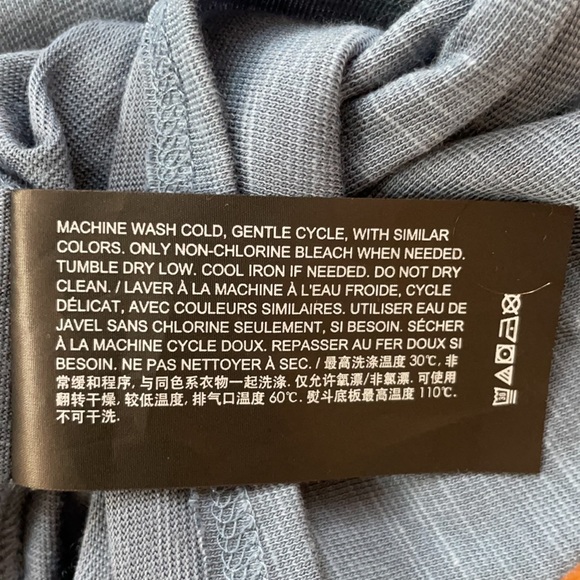 MACHINE WASH COLD, GENTLE CYCLE, WITH SIMILAR
COLORS. ONLY NON-CHLORINE BLEACH WHEN NEEDED.
TUMBLE DRY LOW. COOL IRON IF NEEDED. DO NOT DRY
CLEAN. / LAVER À LA MACHINE À L'EAU FROIDE, CYCLE
DÉLICAT, AVEC COULEURS SIMILAIRES. UTILISER EAU DE
JAVEL SANS CHLORINE SEULEMENT, SI BESOIN. SÉCHER
À LA MACHINE CYCLE DOUX. REPASSER AU FER DOUX SI
BESOIN. NE PAS NETTOYER À SEC. / 最高洗涤温度 30℃, 非
常缓和程序, 与同色系衣物一起洗涤. 仅允许氧漂/非氯漂. 可使用
翻转干燥, 较低温度, 排气口温度 60℃. 熨斗底板最高温度 110℃.
不可干洗.